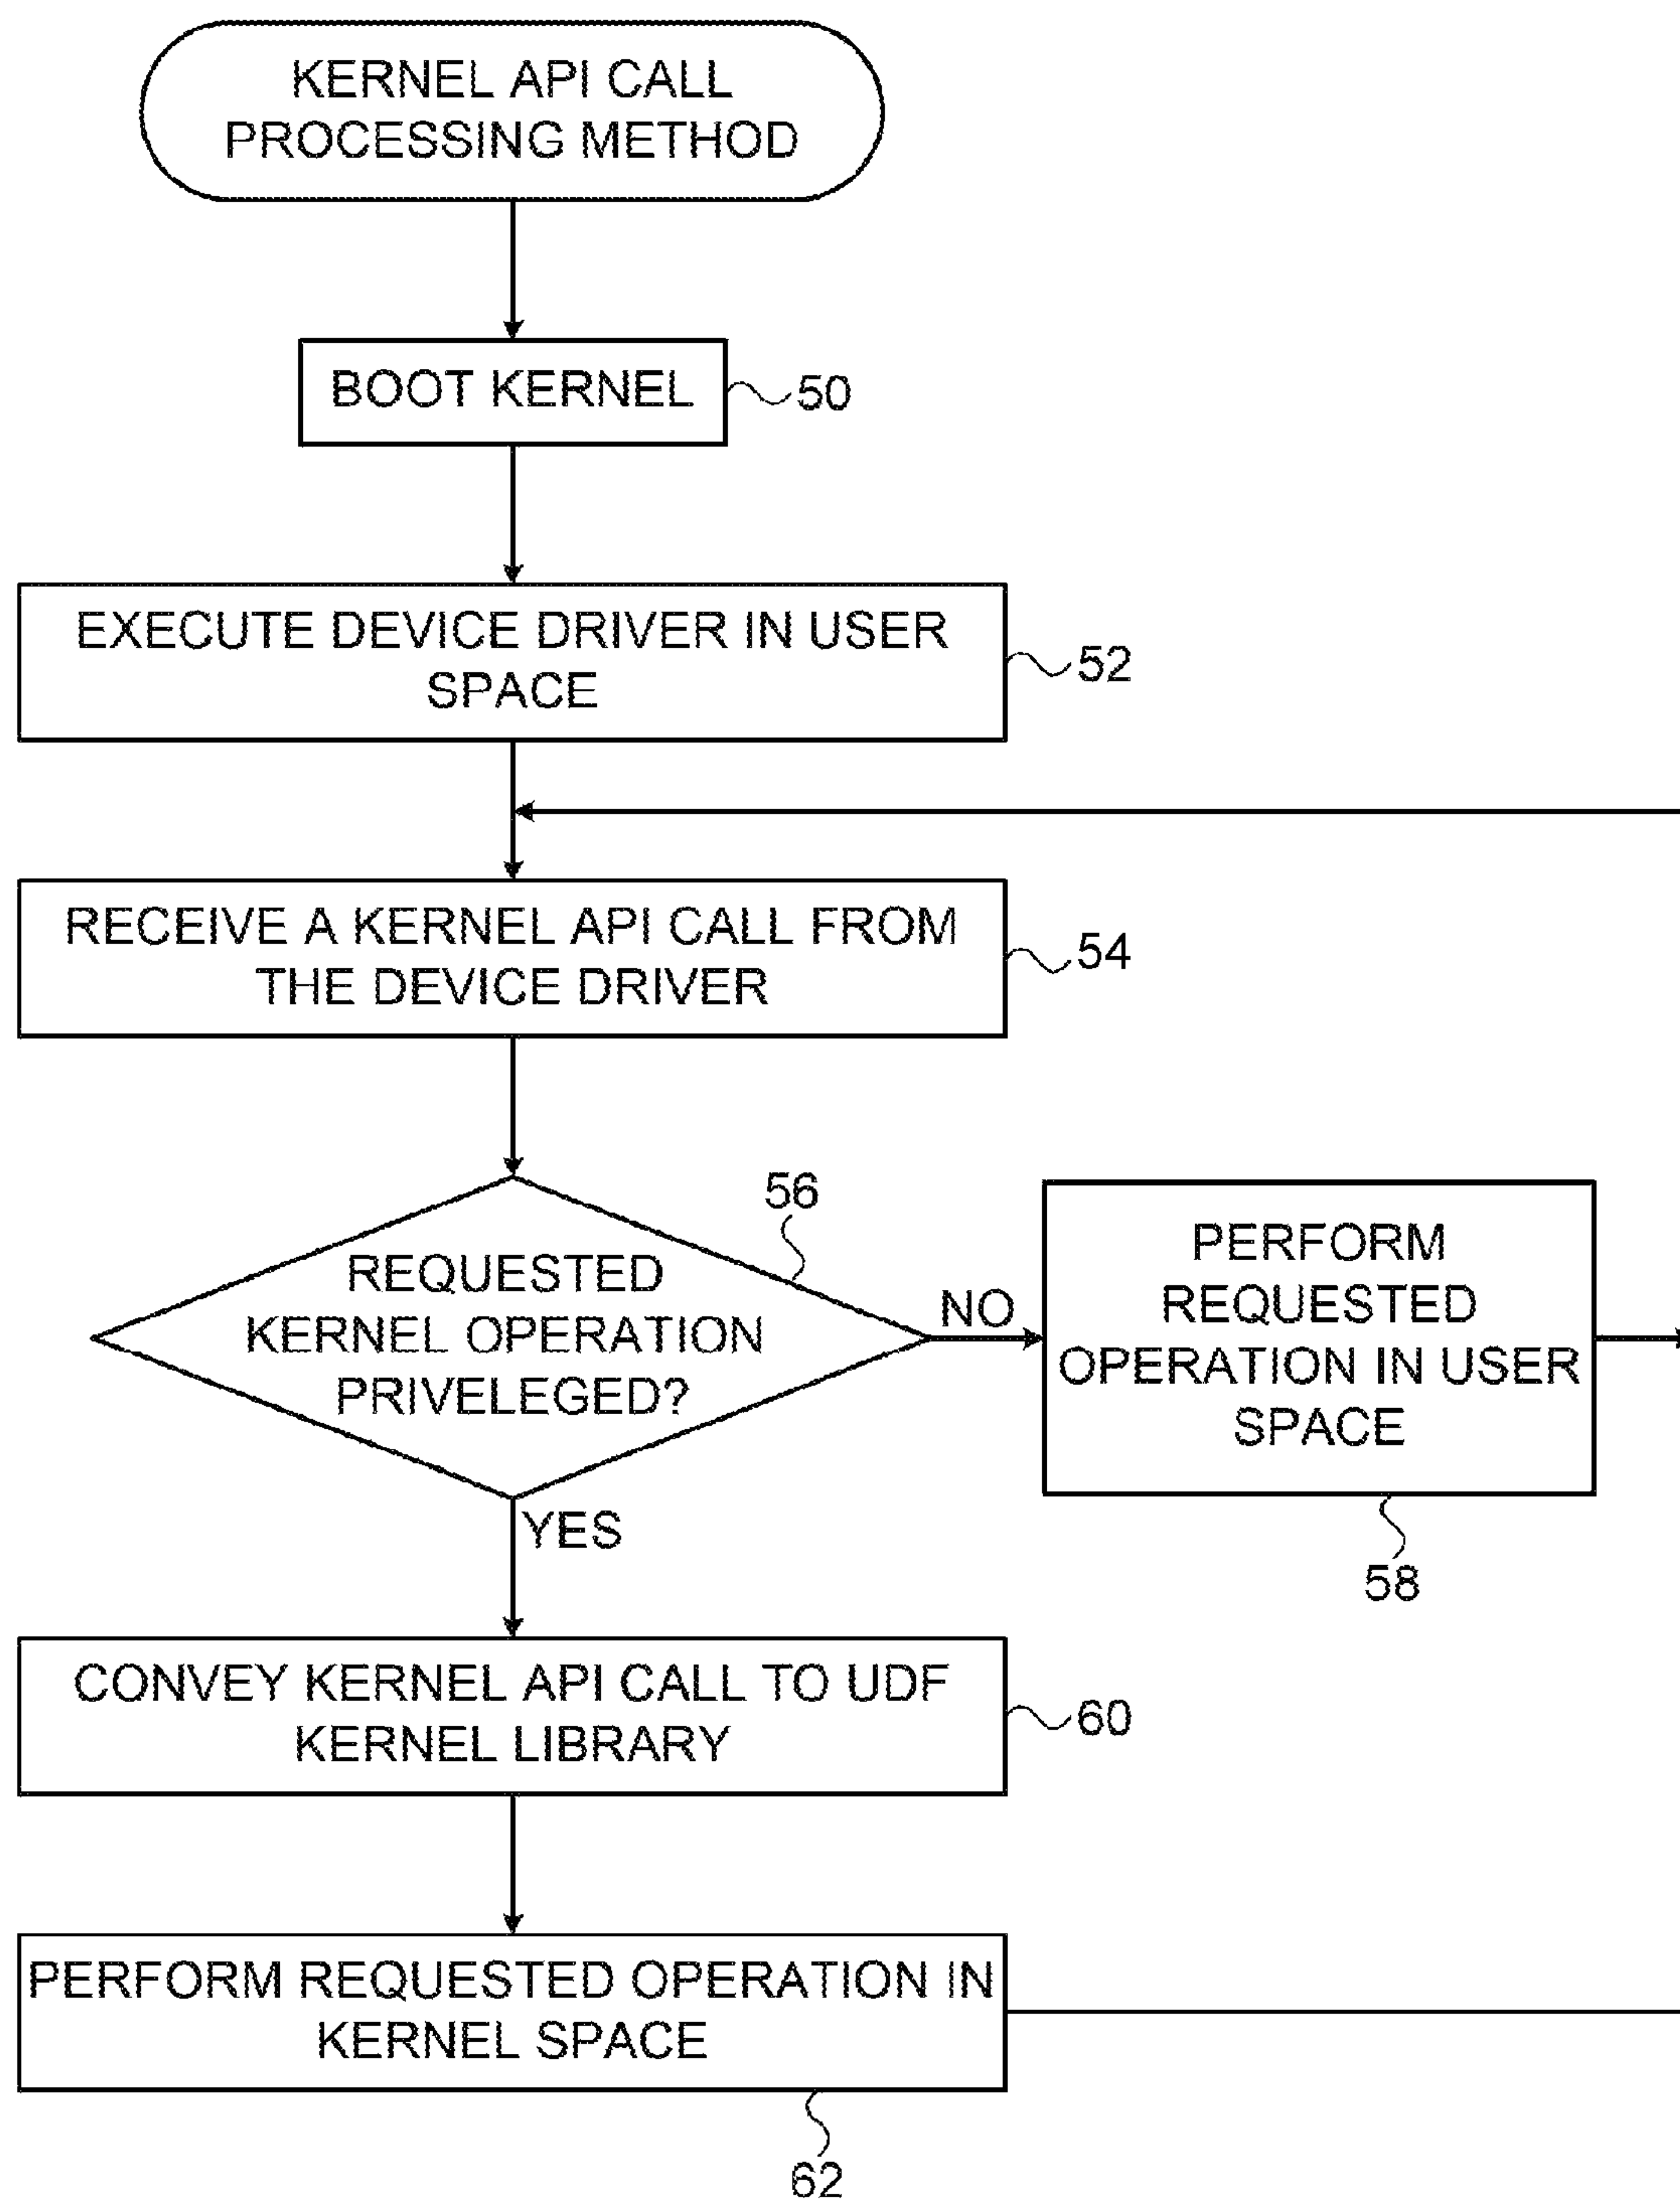 KERNEL API CALL
PROCESSING METHOD
BOOT KERNEL
50
EXECUTE DEVICE DRIVER IN USER
SPACE
52
RECEIVE A KERNEL API CALL FROM
THE DEVICE DRIVER
54
56
REQUESTED
KERNEL OPERATION
PRIVELEGED?
NO
PERFORM
REQUESTED
OPERATION IN USER
SPACE
58
YES
CONVEY KERNEL API CALL TO UDF
KERNEL LIBRARY
60
PERFORM REQUESTED OPERATION IN
KERNEL SPACE
62